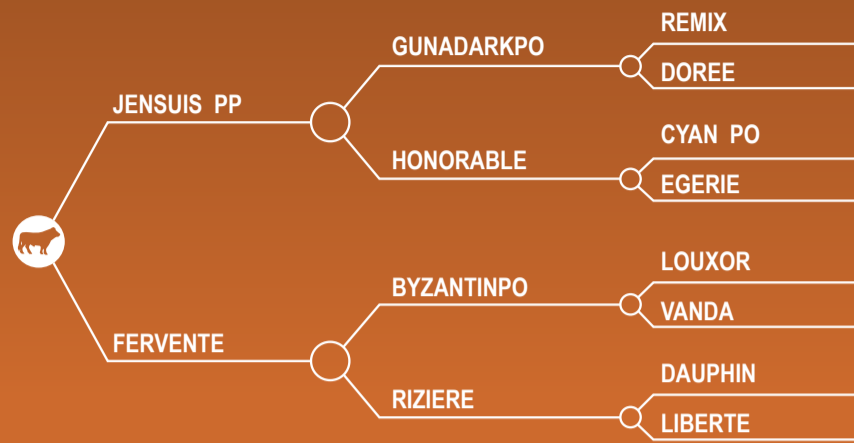 REMIX
GUNADARKPO
DOREE
JENSUIS PP
CYAN PO
HONORABLE
EGERIE
LOUXOR
BYZANTINPO
VANDA
FERVENTE
DAUPHIN
RIZIERE
LIBERTE